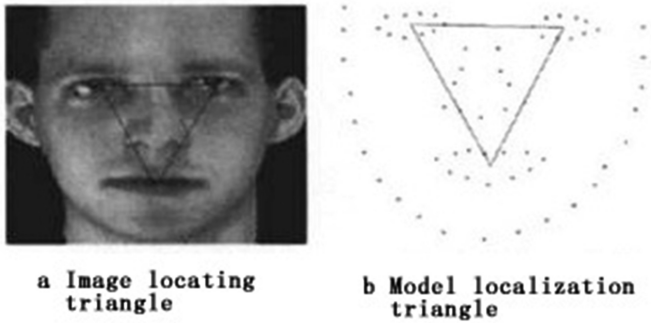 a Image locating
triangle
b Model localization
triangle